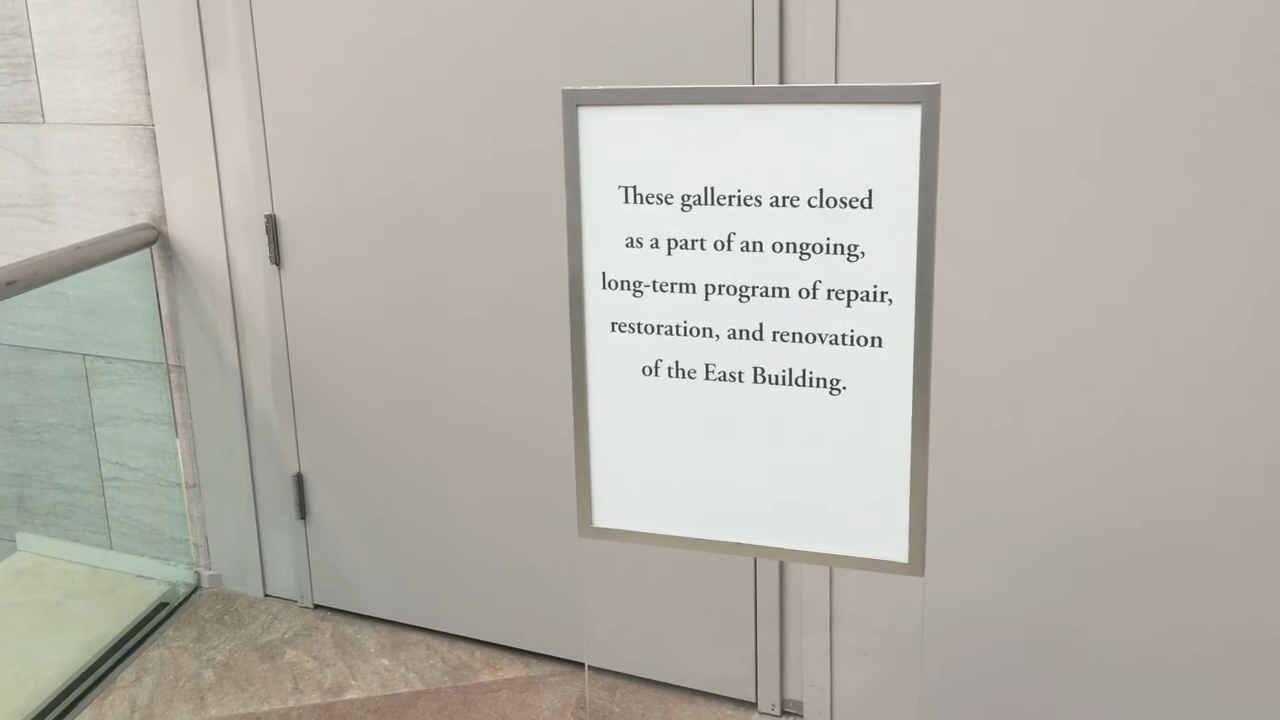 These galleries are closed
as a part of an ongoing,
long-term program of repair,
restoration, and renovation
of the East Building.